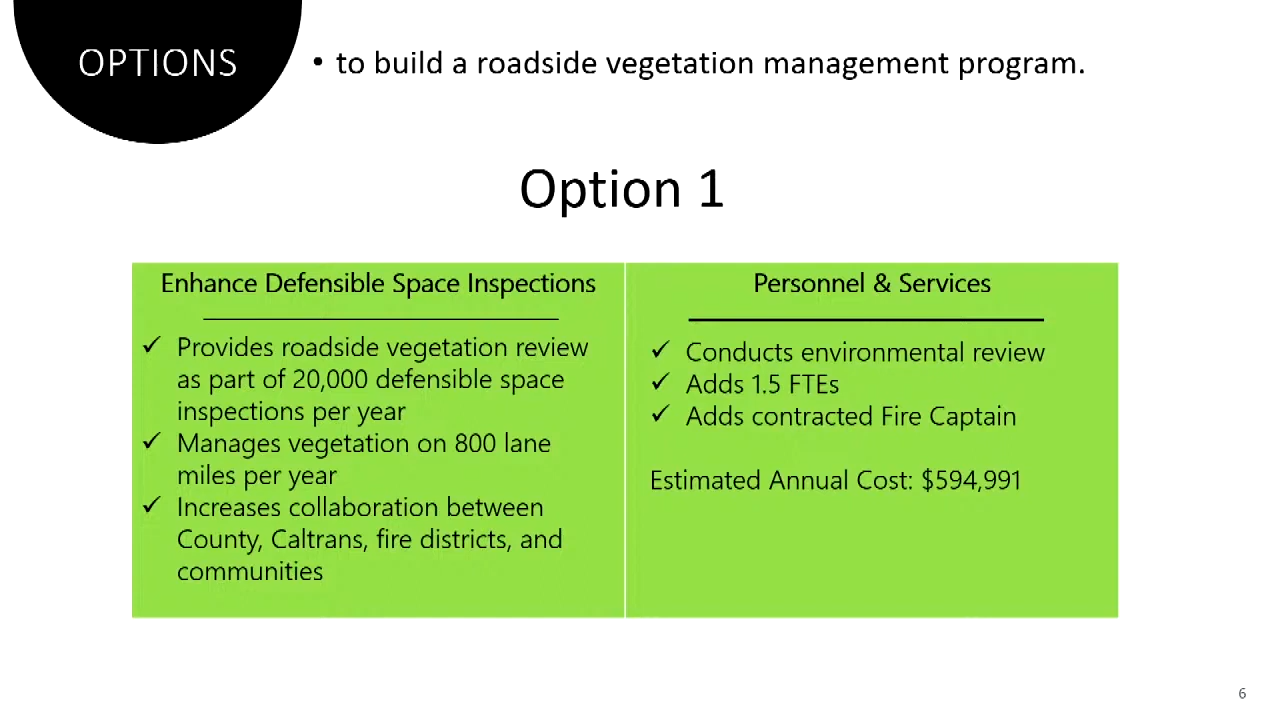 OPTIONS
• to build a roadside vegetation management program.
Option 1
Enhance Defensible Space Inspections
✓ Provides roadside vegetation review
as part of 20,000 defensible space
inspections per year
✓ Manages vegetation on 800 lane
miles per year
✓ Increases collaboration between
County, Caltrans, fire districts, and
communities
Personnel & Services
✓ Conducts environmental review
✓ Adds 1.5 FTEs
✓ Adds contracted Fire Captain
Estimated Annual Cost: $594,991
6